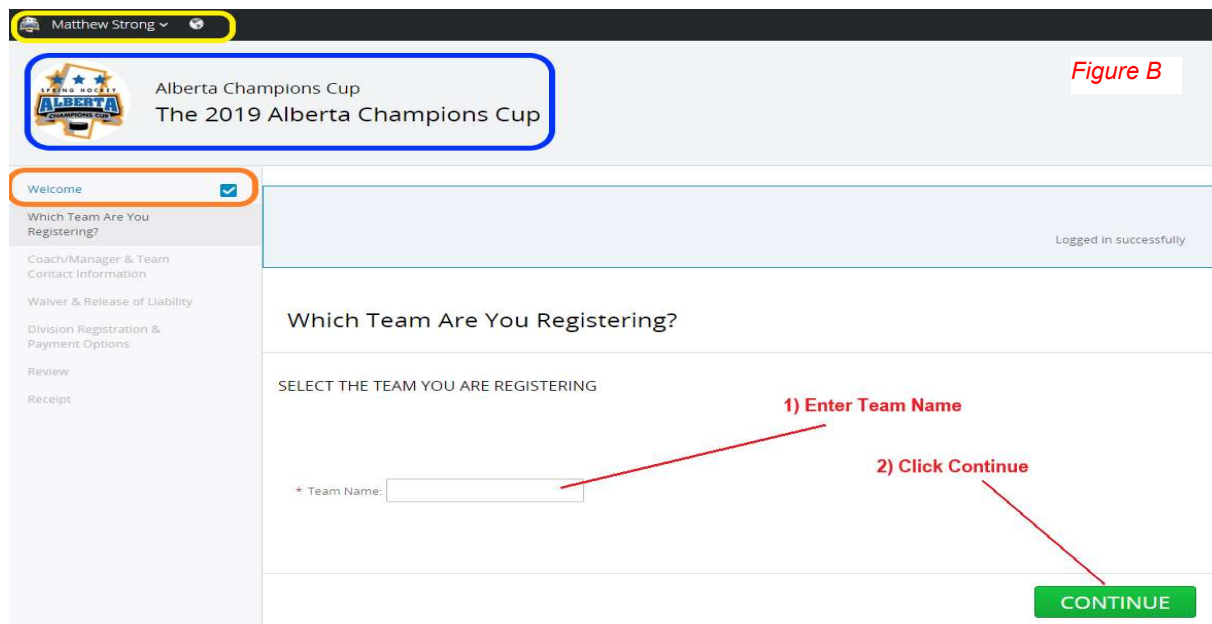 Matthew Strong
Figure B
SPRING HOCKEY
ALBERTA
CHAMPIONS CUP
Alberta Champions Cup
The 2019 Alberta Champions Cup
Welcome
Which Team Are You
Registering?
Coach/Manager & Team
Contact Information
Waiver & Release of Liability
Division Registration &
Payment Options
Review
Receipt
Logged in successfully
Which Team Are You Registering?
SELECT THE TEAM YOU ARE REGISTERING
1) Enter Team Name
2) Click Continue
* Team Name:
CONTINUE